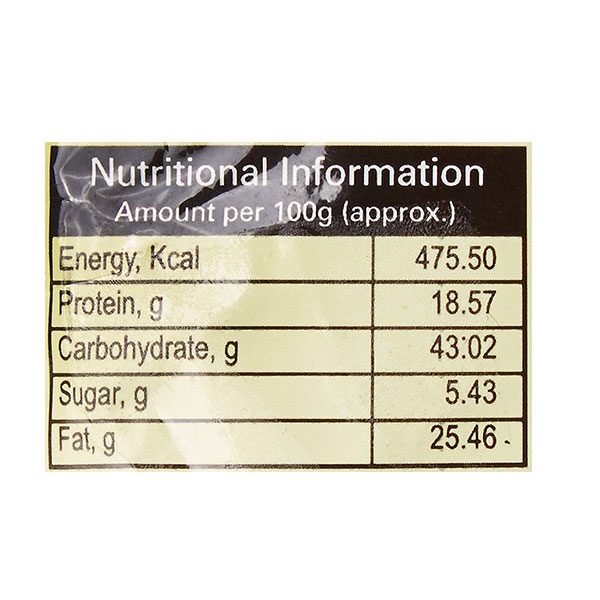 Nutritional Information
Amount per 100g (approx.)
Energy, Kcal 475.50
Protein, g 18.57
Carbohydrate, g 43.02
Sugar, g 5.43
Fat, g 25.46